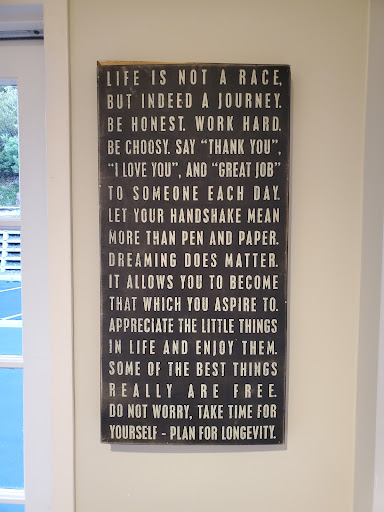 LIFE IS NOT A RACE,
BUT INDEED A JOURNEY.
BE HONEST. WORK HARD.
BE CHOOSY. SAY “THANK YOU”,
“I LOVE YOU”, AND “GREAT JOB”
TO SOMEONE EACH DAY.
LET YOUR HANDSHAKE MEAN
MORE THAN PEN AND PAPER.
DREAMING DOES MATTER.
IT ALLOWS YOU TO BECOME
THAT WHICH YOU ASPIRE TO.
APPRECIATE THE LITTLE THINGS
IN LIFE AND ENJOY THEM.
SOME OF THE BEST THINGS
REALLY ARE FREE.
DO NOT WORRY, TAKE TIME FOR
YOURSELF - PLAN FOR LONGEVITY.